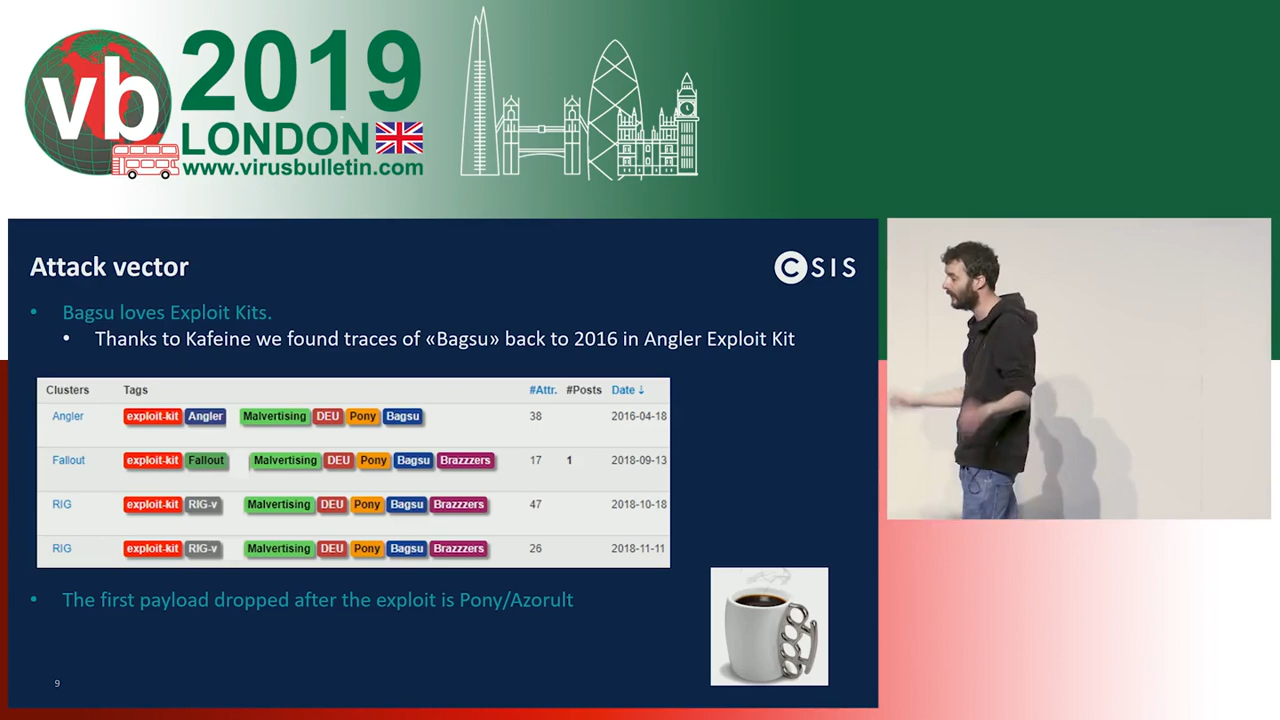 vb
2019
LONDON
www.virusbulletin.com
Attack vector
CSIS
• Bagsu loves Exploit Kits.
• Thanks to Kafeine we found traces of «Bagsu» back to 2016 in Angler Exploit Kit
Clusters Tags #Attr. #Posts Date ↓
Angler exploit-kit Angler Malvertising DEU Pony Bagsu 38 2016-04-18
Fallout exploit-kit Fallout Malvertising DEU Pony Bagsu Brazzzers 17 1 2018-09-13
RIG exploit-kit RIG-v Malvertising DEU Pony Bagsu Brazzzers 47 2018-10-18
RIG exploit-kit RIG-v Malvertising DEU Pony Bagsu Brazzzers 26 2018-11-11
• The first payload dropped after the exploit is Pony/Azorult
9